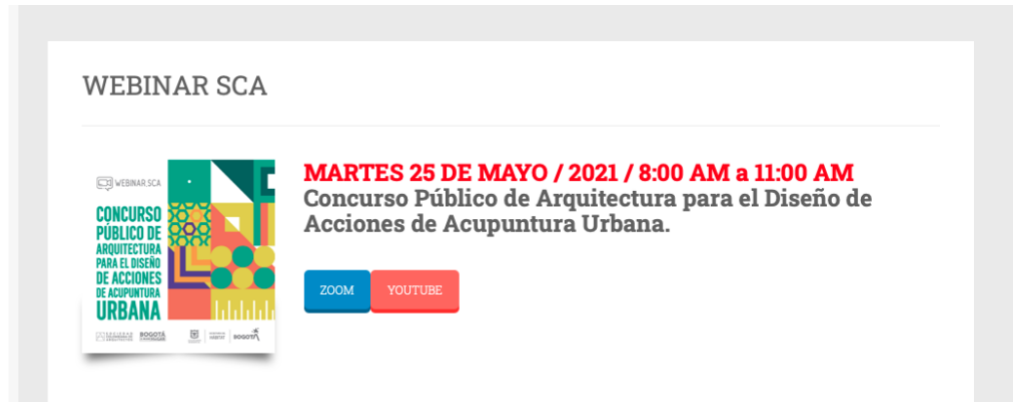 WEBINAR SCA
MARTES 25 DE MAYO / 2021 / 8:00 AM a 11:00 AM
Concurso Público de Arquitectura para el Diseño de
Acciones de Acupuntura Urbana.
ZOOM
YOUTUBE
WEBINAR SCA
CONCURSO
PÚBLICO DE
ARQUITECTURA
PARA EL DISEÑO
DE ACCIONES
DE ACUPUNTURA
URBANA
BOGOTÁ
BOGOTÁ